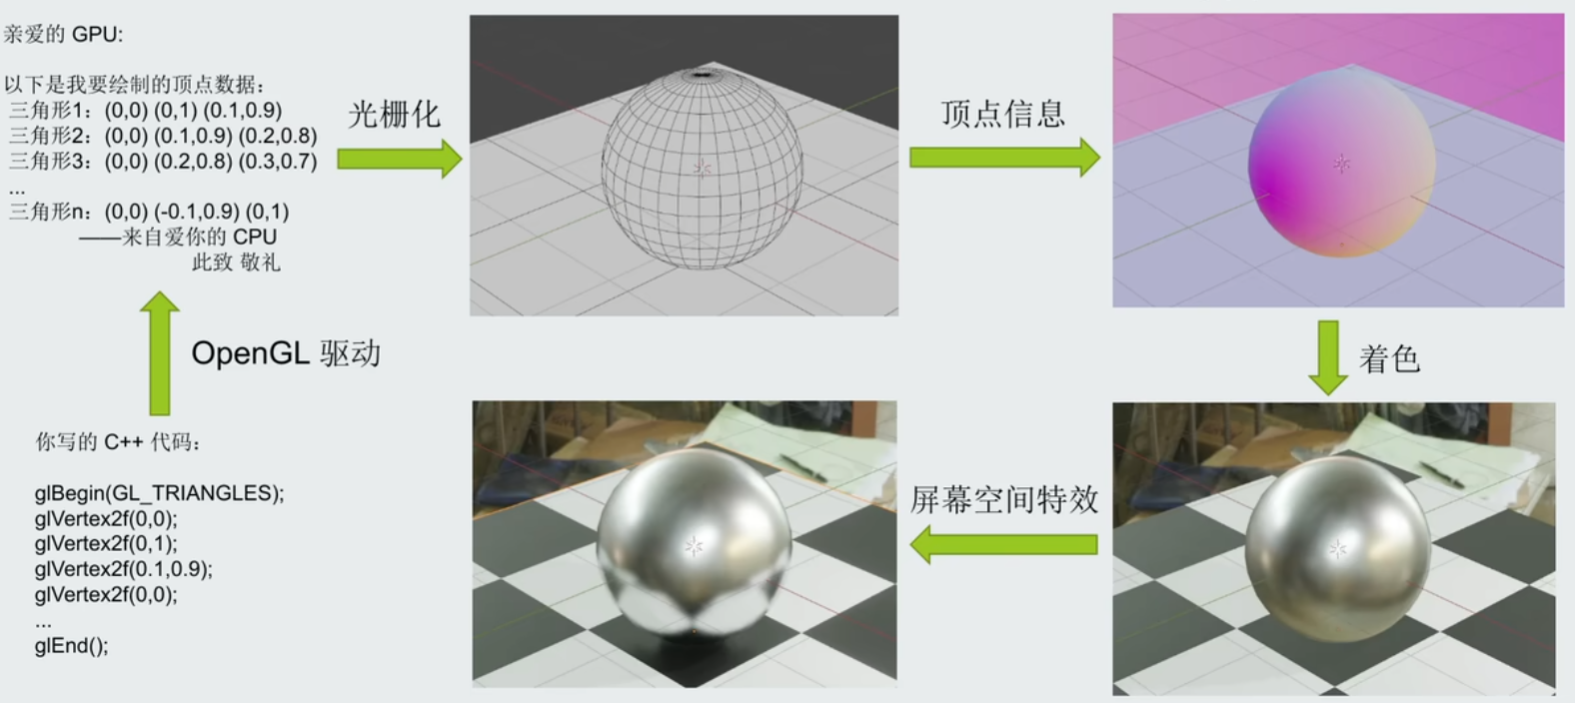 亲爱的 GPU:
以下是我要绘制的顶点数据：
三角形1：(0,0) (0,1) (0.1,0.9)
三角形2：(0,0) (0.1,0.9) (0.2,0.8)
三角形3：(0,0) (0.2,0.8) (0.3,0.7)
...
三角形n：(0,0) (-0.1,0.9) (0,1)
——来自爱你的 CPU
此致 敬礼
光栅化
顶点信息
OpenGL 驱动
着色
你写的 C++ 代码：
glBegin(GL_TRIANGLES);
glVertex2f(0,0);
glVertex2f(0,1);
glVertex2f(0.1,0.9);
glVertex2f(0,0);
...
glEnd();
屏幕空间特效